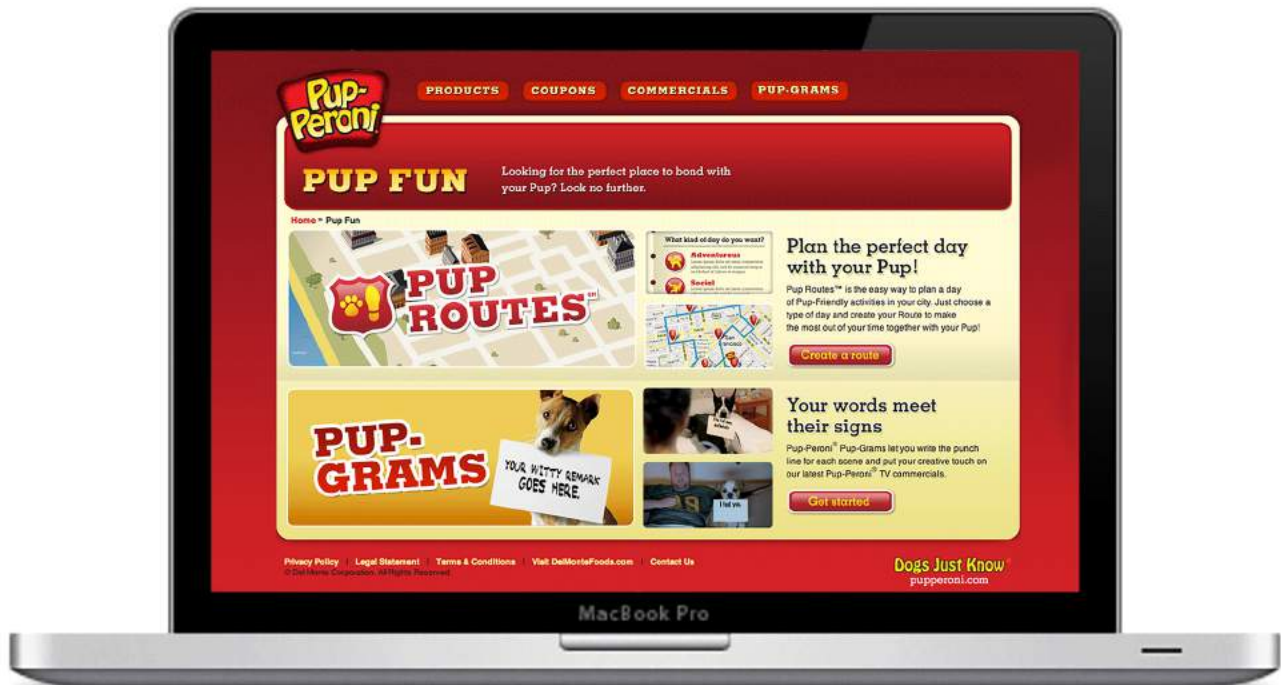 Pup-
Peroni
PRODUCTS
COUPONS
COMMERCIALS
PUP-GRAMS
PUP FUN
Looking for the perfect place to bond with
your Pup? Look no further.
Home » Pup Fun
PUP
ROUTES℠
What kind of day do you want?
Adventurous
Social
Plan the perfect day
with your Pup!
Pup Routes™ is the easy way to plan a day
of Pup-Friendly activities in your city. Just choose a
type of day and create your Route to make
the most out of your time together with your Pup!
Create a route
PUP-
GRAMS
YOUR WITTY REMARK
GOES HERE.
Your words meet
their signs
Pup-Peroni® Pup-Grams let you write the punch
line for each scene and put your creative touch on
our latest Pup-Peroni® TV commercials.
Get started
Privacy Policy | Legal Statement | Terms & Conditions | Visit DelMonteFoods.com | Contact Us
© Del Monte Corporation. All Rights Reserved.
Dogs Just Know®
pupperoni.com
MacBook Pro